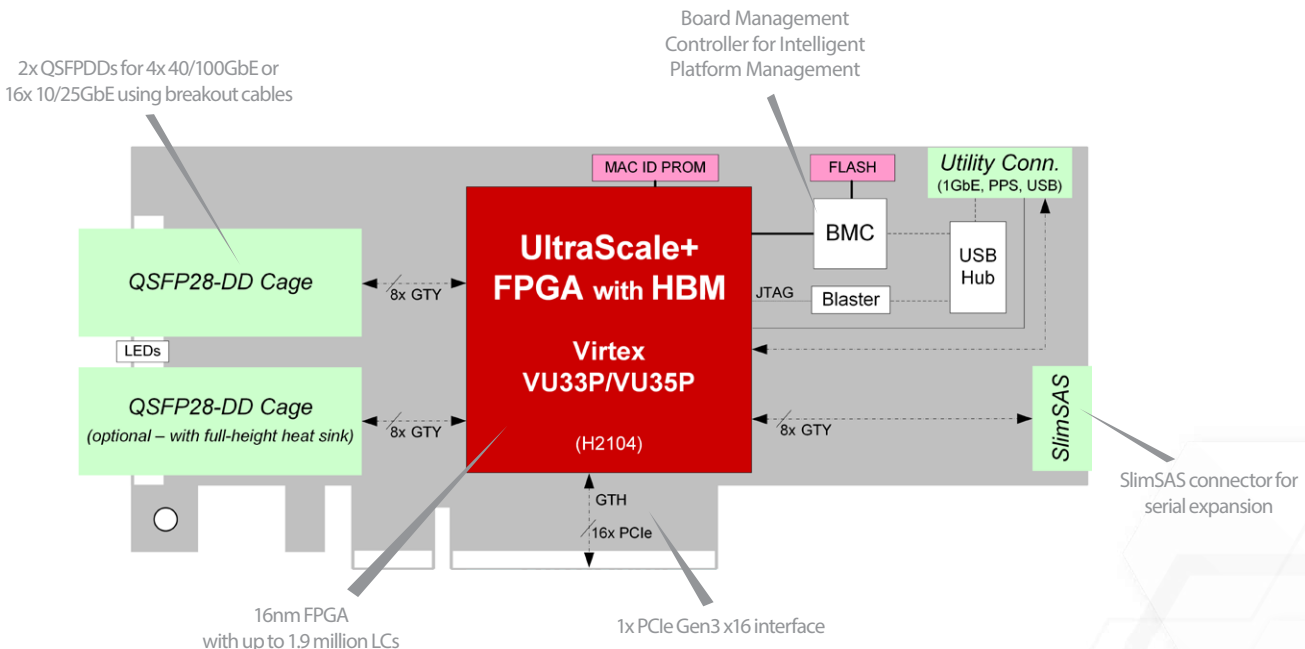 Board Management
Controller for Intelligent
Platform Management
2x QSFPDDs for 4x 40/100GbE or
16x 10/25GbE using breakout cables
MAC ID PROM
FLASH
Utility Conn.
(1GbE, PPS, USB)
UltraScale+
FPGA with HBM
Virtex
VU33P/VU35P
(H2104)
BMC
USB
Hub
JTAG
Blaster
QSFP28-DD Cage
8x GTY
LEDs
QSFP28-DD Cage
(optional – with full-height heat sink)
8x GTY
8x GTY
SlimSAS
GTH
16x PCIe
SlimSAS connector for
serial expansion
16nm FPGA
with up to 1.9 million LCs
1x PCIe Gen3 x16 interface